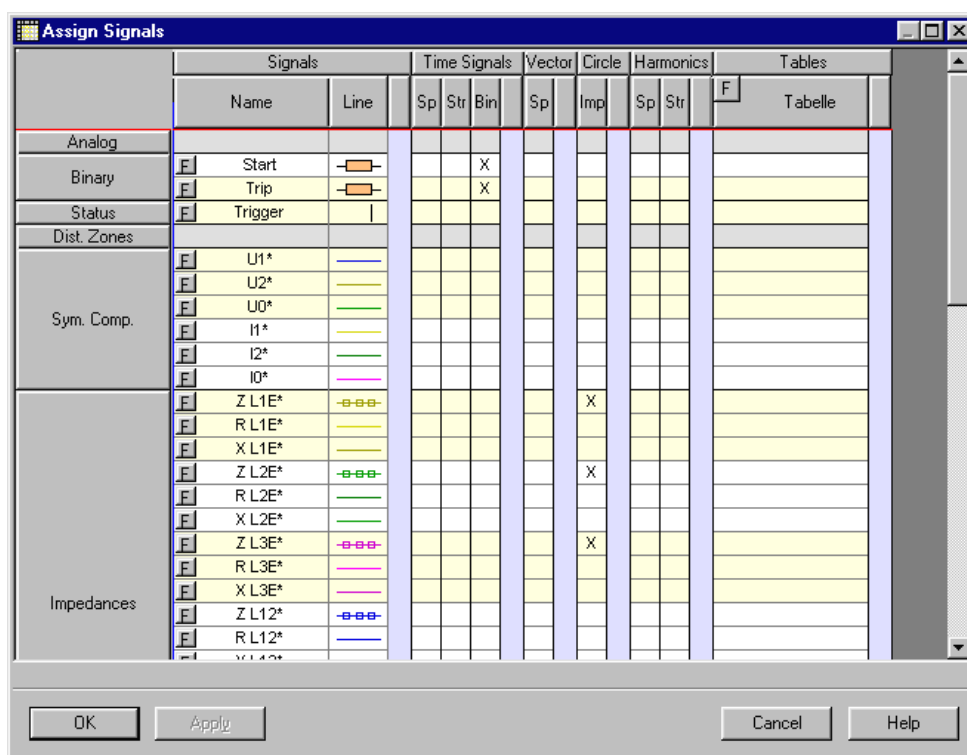 Assign Signals
Signals Time Signals Vector Circle Harmonics Tables
Name Line Sp Str Bin Sp Imp Sp Str F Tabelle
Analog
Binary
F Start X
F Trip X
Status F Trigger
Dist. Zones
Sym. Comp.
F U1*
F U2*
F U0*
F I1*
F I2*
F I0*
Impedances
F Z L1E* X
F R L1E*
F X L1E*
F Z L2E* X
F R L2E*
F X L2E*
F Z L3E* X
F R L3E*
F X L3E*
F Z L12*
F R L12*
OK Apply Cancel Help